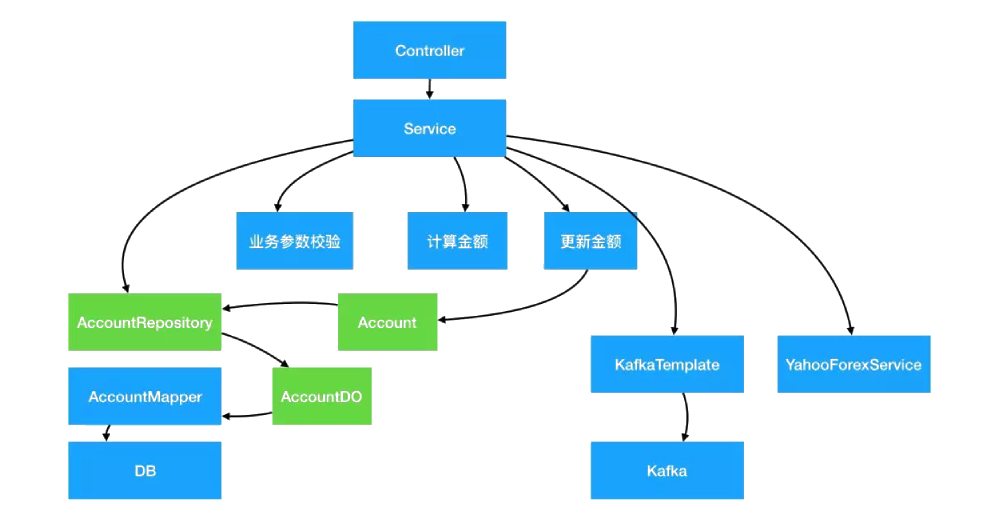 Controller
Service
业务参数校验
计算金额
更新金额
AccountRepository
Account
KafkaTemplate
YahooForexService
AccountMapper
AccountDO
DB
Kafka